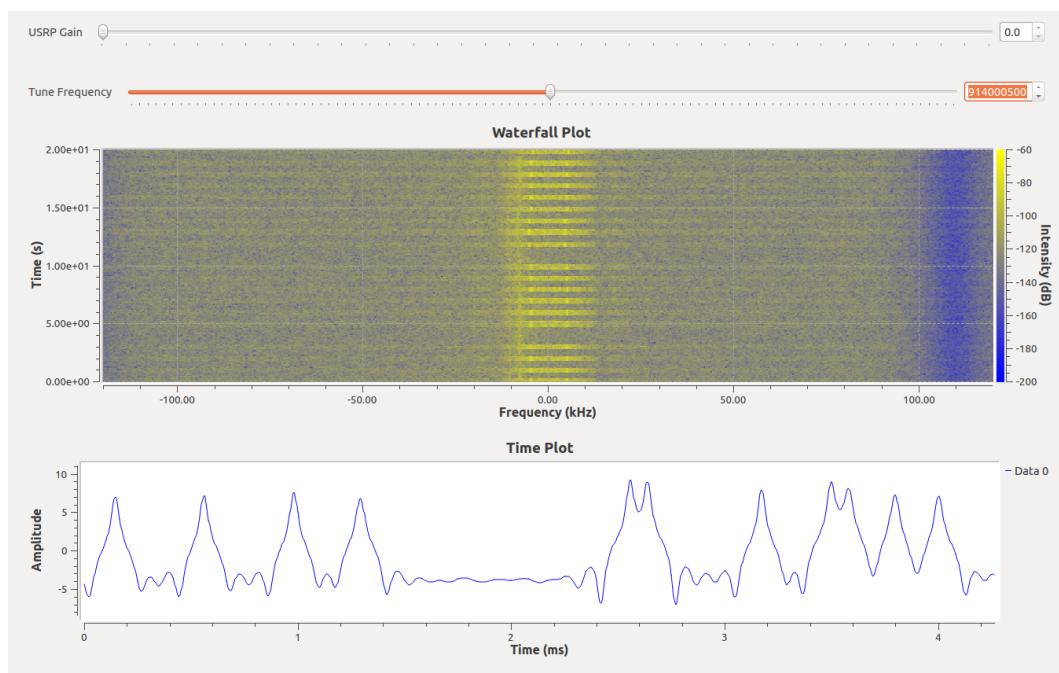 USRP Gain 0.0
Tune Frequency 914000500
Waterfall Plot
2.00e+01
1.50e+01
1.00e+01
5.00e+00
0.00e+00
Time (s)
-100.00 -50.00 0.00 50.00 100.00
Frequency (kHz)
-60
-80
-100
-120
-140
-160
-180
-200
Intensity (dB)
Time Plot
10
5
0
-5
Amplitude
Data 0
0 1 2 3 4
Time (ms)